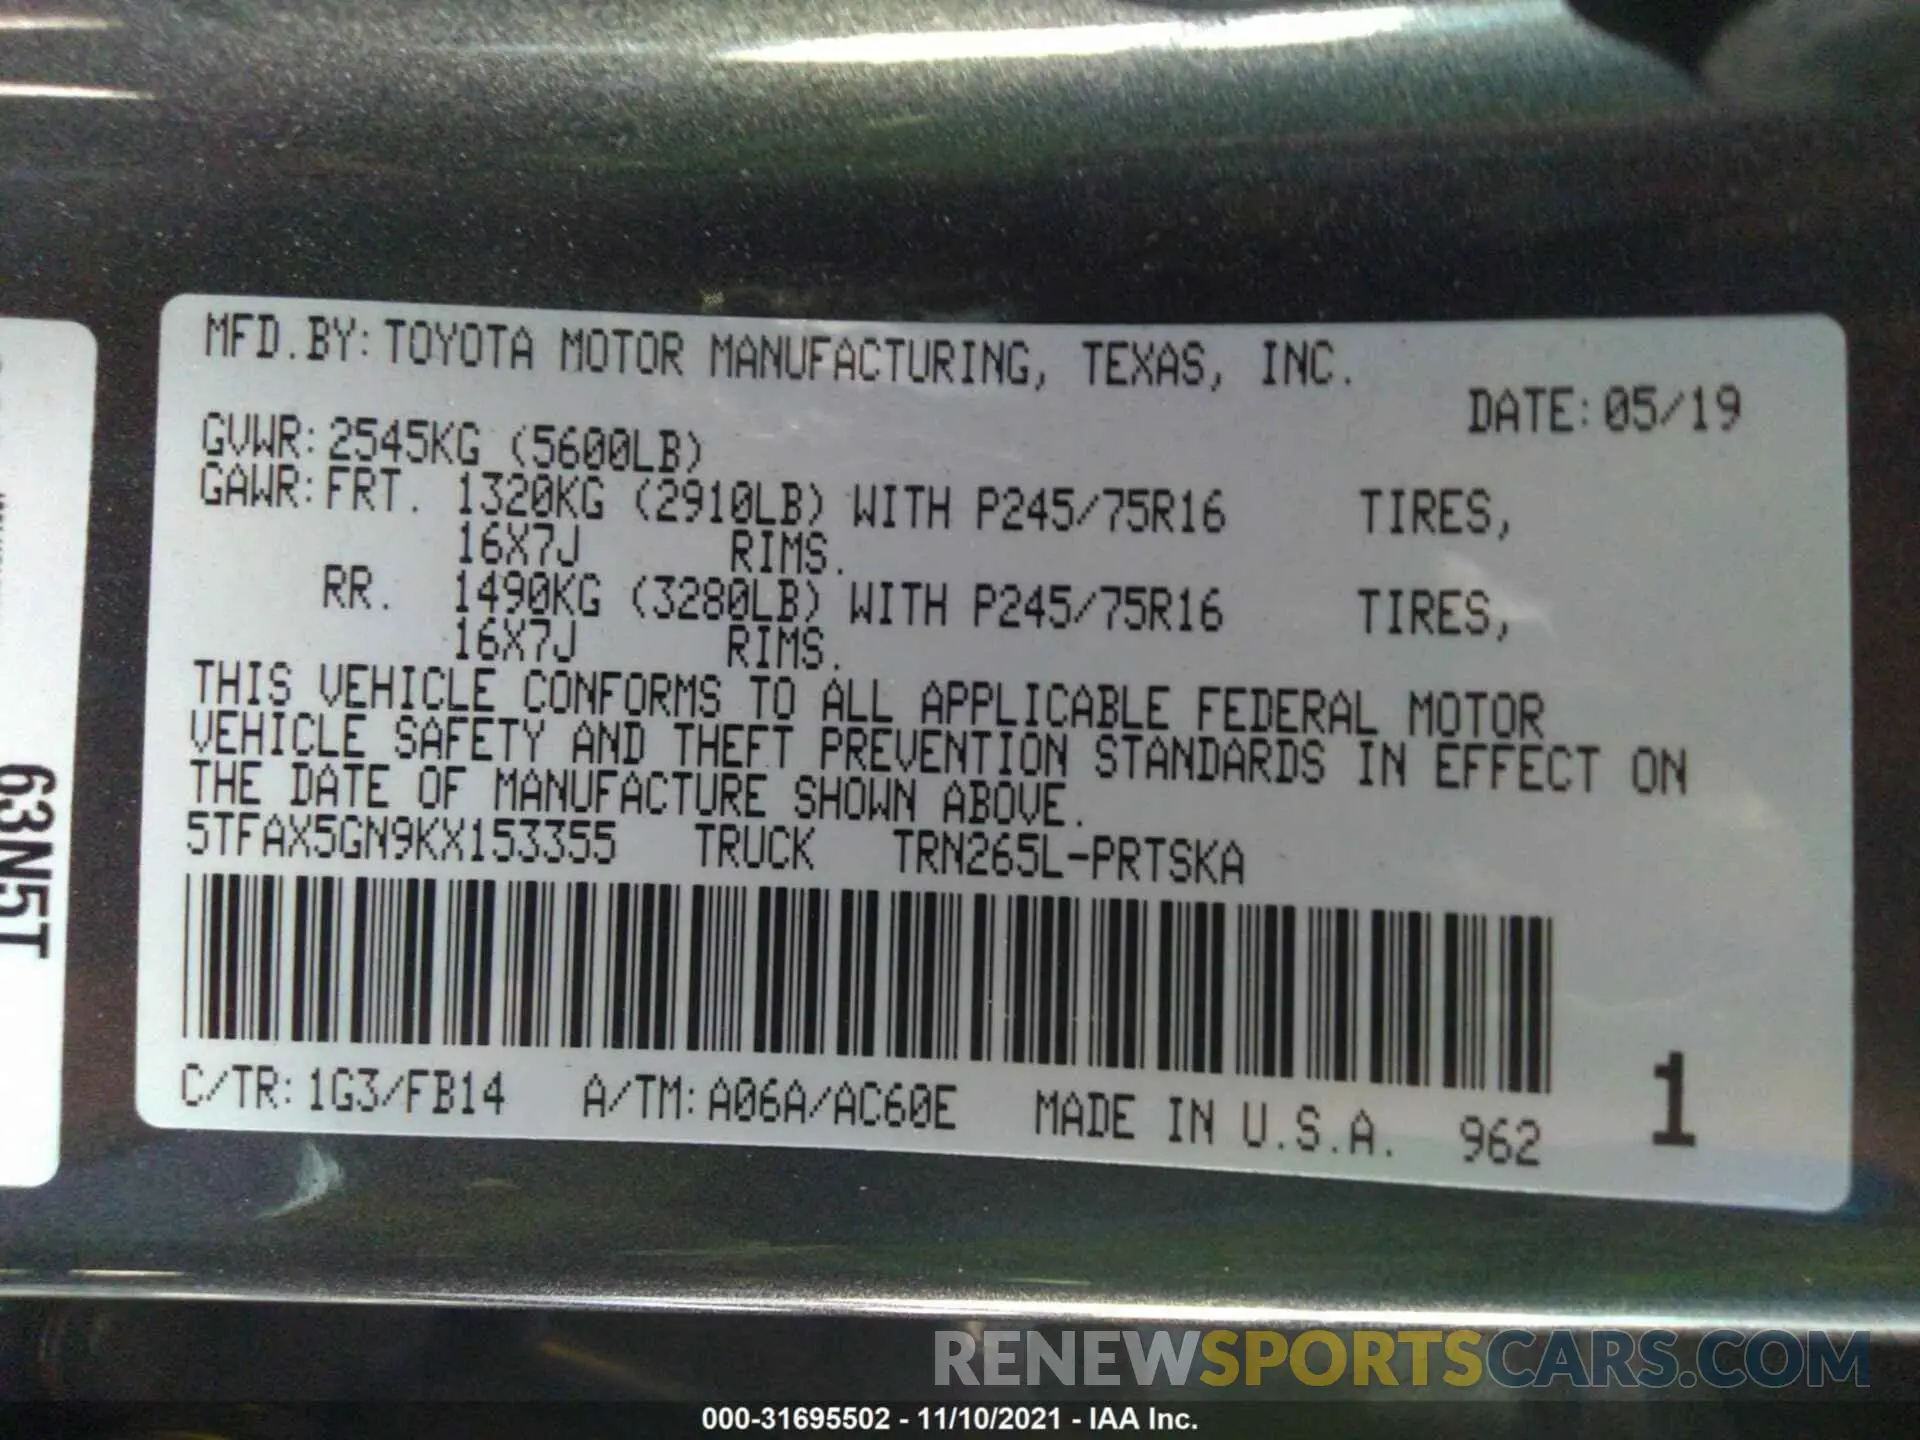 MFD.BY:TOYOTA MOTOR MANUFACTURING, TEXAS, INC.
DATE:05/19
GVWR:2545KG (5600LB)
GAWR:FRT. 1320KG (2910LB) WITH P245/75R16 TIRES,
16X7J RIMS.
RR. 1490KG (3280LB) WITH P245/75R16 TIRES,
16X7J RIMS.
THIS VEHICLE CONFORMS TO ALL APPLICABLE FEDERAL MOTOR
VEHICLE SAFETY AND THEFT PREVENTION STANDARDS IN EFFECT ON
THE DATE OF MANUFACTURE SHOWN ABOVE.
5TFAX5GN9KX153355 TRUCK TRN265L-PRTSKA
C/TR:1G3/FB14 A/TM:A06A/AC60E MADE IN U.S.A. 962
1
63N5T
RENEWSPORTSCARS.COM
000-31695502 - 11/10/2021 - IAA Inc.